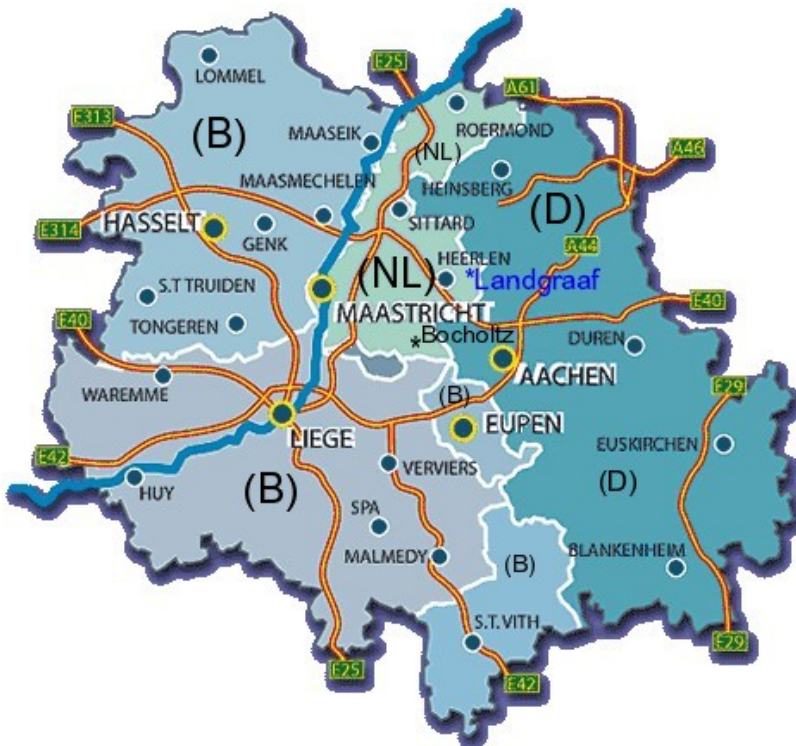 LOMMEL
E25
A61
E313
ROERMOND
(B)
MAASEIK
(NL)
A46
MAASMECHELEN
HEINSBERG
(D)
E314
HASSELT
GENK
SITTARD
A44
HEERLEN
(NL)
*Landgraaf
S.T TRUIDEN
MAASTRICHT
E40
E40
TONGEREN
*Bocholtz
DUREN
AACHEN
WAREMME
(B)
E29
LIEGE
EUPEN
EUSKIRCHEN
E42
VERVIERS
HUY
(B)
(D)
SPA
MALMEDY
(B)
BLANKENHEIM
S.T. VITH
E29
E25
E42